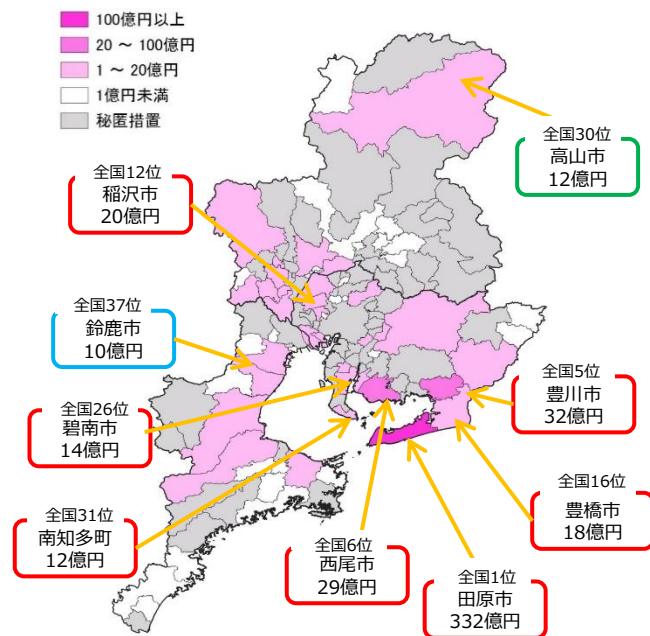 100億円以上
20 ～ 100億円
1 ～ 20億円
1億円未満
秘匿措置
全国30位
高山市
12億円
全国12位
稲沢市
20億円
全国37位
鈴鹿市
10億円
全国5位
豊川市
32億円
全国26位
碧南市
14億円
全国16位
豊橋市
18億円
全国31位
南知多町
12億円
全国6位
西尾市
29億円
全国1位
田原市
332億円